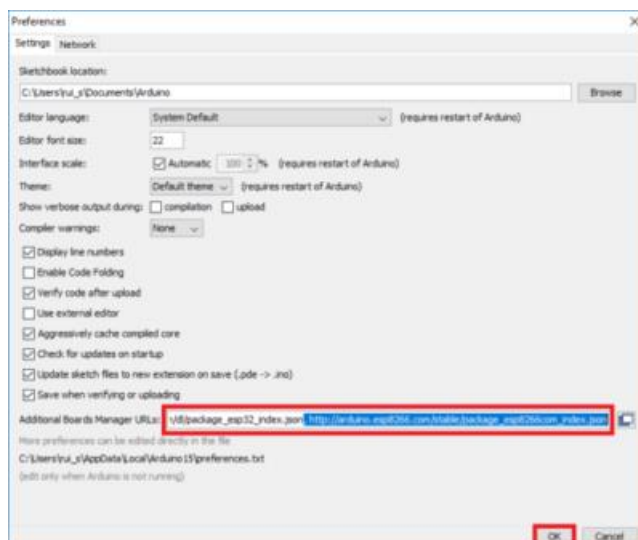 Preferences
Settings Network
Sketchbook location:
C:\Users\rui_s\Documents\Arduino Browse
Editor language: System Default (requires restart of Arduino)
Editor font size: 22
Interface scale: Automatic 100 % (requires restart of Arduino)
Theme: Default theme (requires restart of Arduino)
Show verbose output during: compilation upload
Compiler warnings: None
Display line numbers
Enable Code Folding
Verify code after upload
Use external editor
Aggressively cache compiled core
Check for updates on startup
Update sketch files to new extension on save (.pde -> .ino)
Save when verifying or uploading
Additional Boards Manager URLs: s/dl/package_esp32_index.json, http://arduino.esp8266.com/stable/package_esp8266com_index.json
More preferences can be edited directly in the file
C:\Users\rui_s\AppData\Local\Arduino15\preferences.txt
(edit only when Arduino is not running)
OK Cancel